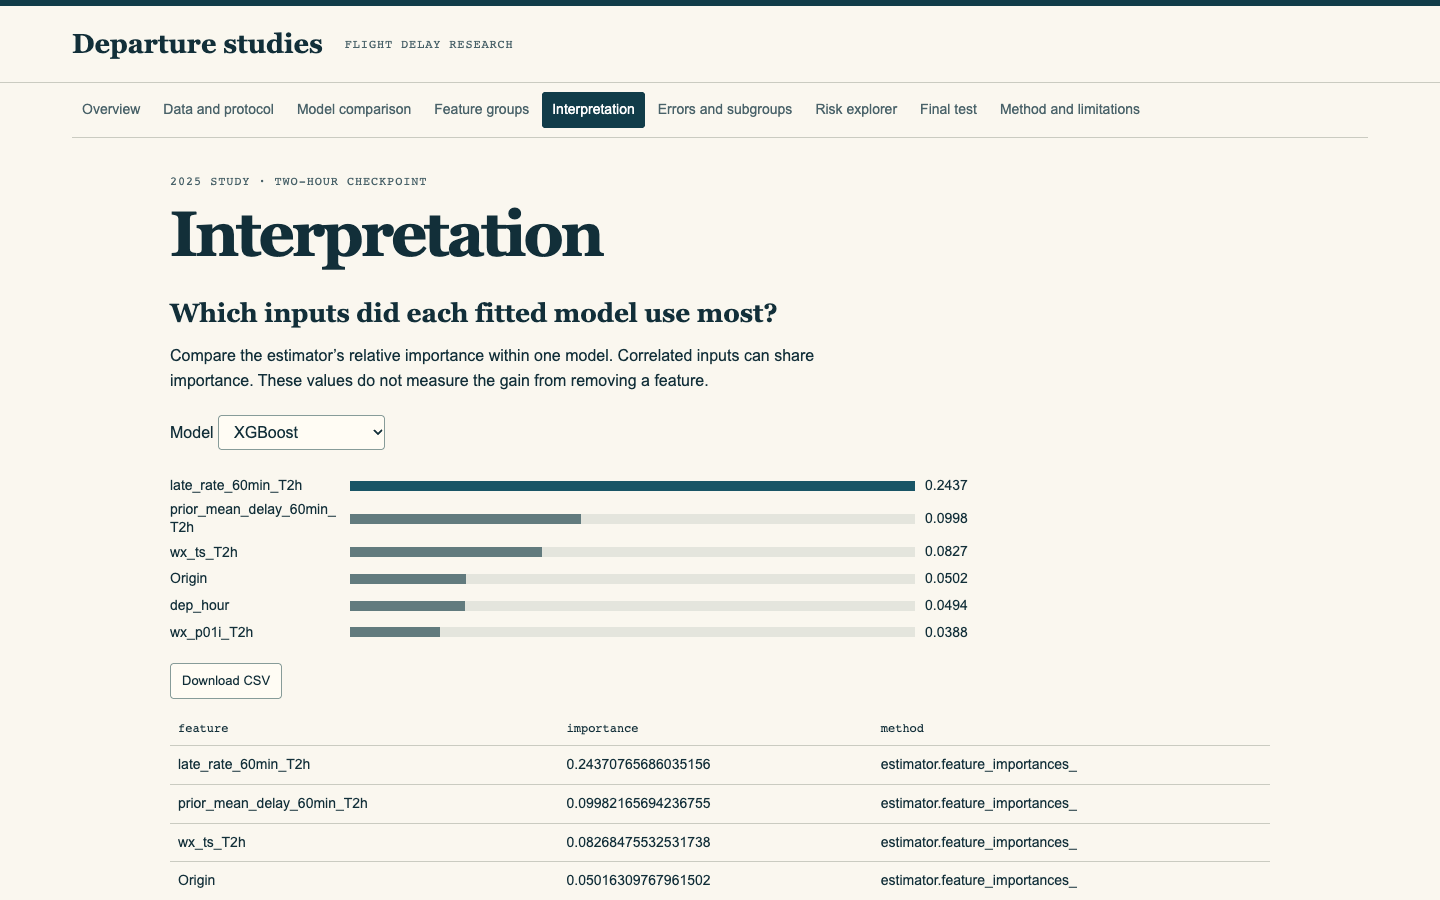 Departure studies FLIGHT DELAY RESEARCH
Overview Data and protocol Model comparison Feature groups Interpretation Errors and subgroups Risk explorer Final test Method and limitations
2025 STUDY · TWO-HOUR CHECKPOINT
Interpretation
Which inputs did each fitted model use most?
Compare the estimator’s relative importance within one model. Correlated inputs can share
importance. These values do not measure the gain from removing a feature.
Model XGBoost
late_rate_60min_T2h 0.2437
prior_mean_delay_60min_
T2h 0.0998
wx_ts_T2h 0.0827
Origin 0.0502
dep_hour 0.0494
wx_p01i_T2h 0.0388
Download CSV
feature importance method
late_rate_60min_T2h 0.24370765686035156 estimator.feature_importances_
prior_mean_delay_60min_T2h 0.09982165694236755 estimator.feature_importances_
wx_ts_T2h 0.08268475532531738 estimator.feature_importances_
Origin 0.05016309767961502 estimator.feature_importances_